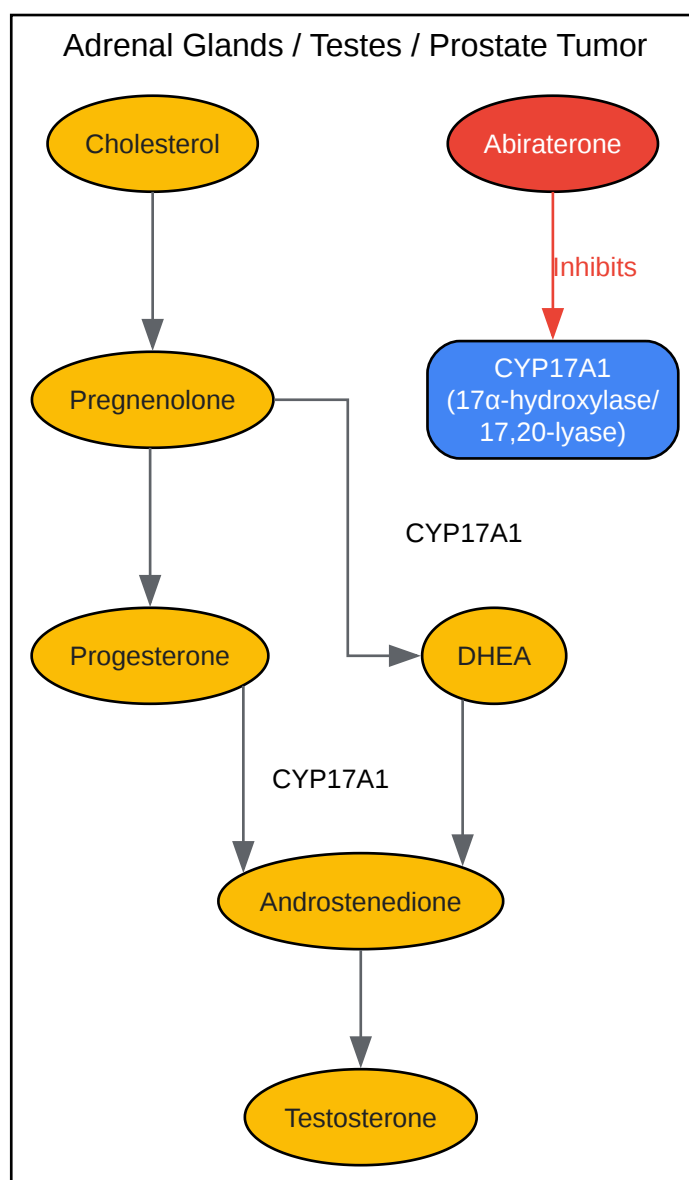 Adrenal Glands / Testes / Prostate Tumor
Cholesterol
Abiraterone
Inhibits
Pregnenolone
CYP17A1
(17α-hydroxylase/
17,20-lyase)
CYP17A1
Progesterone
DHEA
CYP17A1
Androstenedione
Testosterone